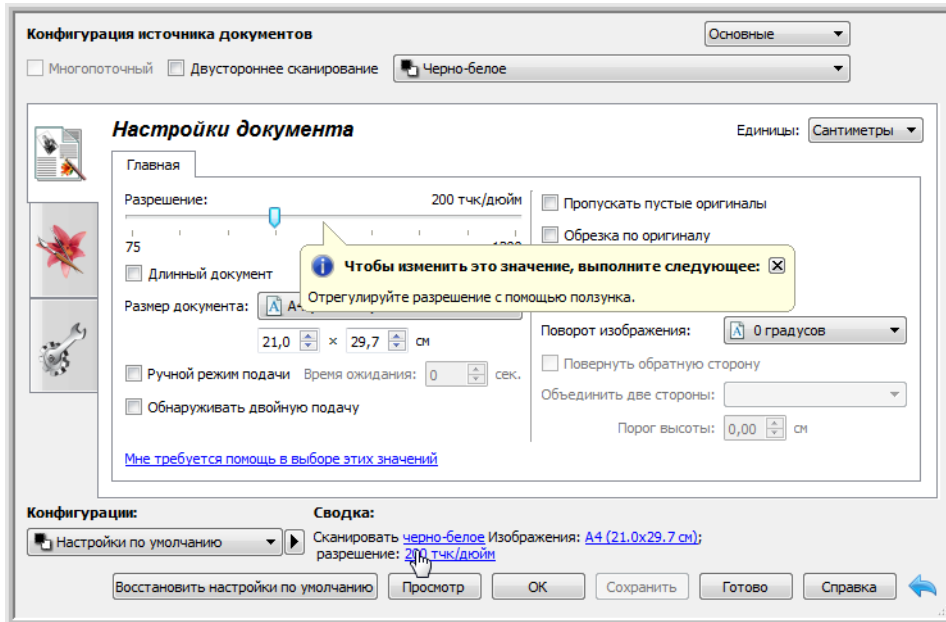 Конфигурация источника документов
Основные
Многопоточный
Двустороннее сканирование
Черно-белое
Настройки документа
Единицы: Сантиметры
Главная
Разрешение: 200 тчк/дюйм
75
Длинный документ
Размер документа:
21,0 × 29,7 см
Ручной режим подачи Время ожидания: 0 сек.
Обнаруживать двойную подачу
Мне требуется помощь в выборе этих значений
Пропускать пустые оригиналы
Обрезка по оригиналу
Чтобы изменить это значение, выполните следующее:
Отрегулируйте разрешение с помощью ползунка.
Поворот изображения: 0 градусов
Повернуть обратную сторону
Объединить две стороны:
Порог высоты: 0,00 см
Конфигурации:
Настройки по умолчанию
Сводка:
Сканировать черно-белое Изображения: A4 (21.0x29.7 см);
разрешение: 200 тчк/дюйм
Восстановить настройки по умолчанию
Просмотр
ОК
Сохранить
Готово
Справка